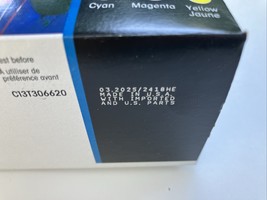 Cyan Magenta Yellow
Jaune
est before
À utiliser de
préférence avant
C13T306620
03.2025/2418HE
MADE IN U.S.A.
WITH IMPORTED
AND U.S. PARTS